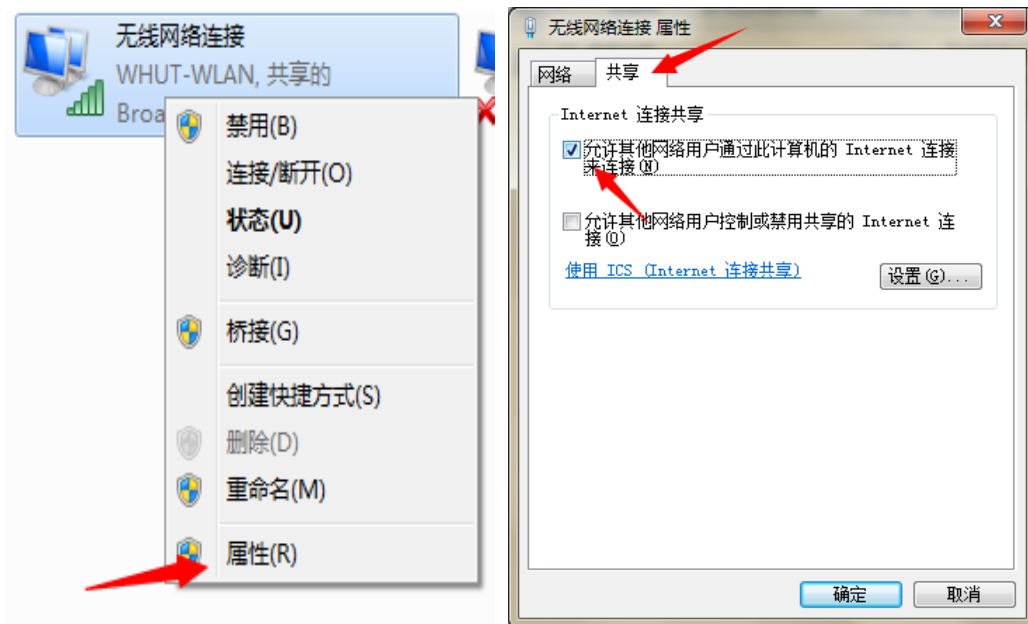 无线网络连接
WHUT-WLAN, 共享的
Broa
禁用(B)
连接/断开(O)
状态(U)
诊断(I)
桥接(G)
创建快捷方式(S)
删除(D)
重命名(M)
属性(R)
无线网络连接 属性
网络
共享
Internet 连接共享
允许其他网络用户通过此计算机的 Internet 连接
来连接(N)
允许其他网络用户控制或禁用共享的 Internet 连
接(O)
使用 ICS (Internet 连接共享)
设置(G)...
确定
取消